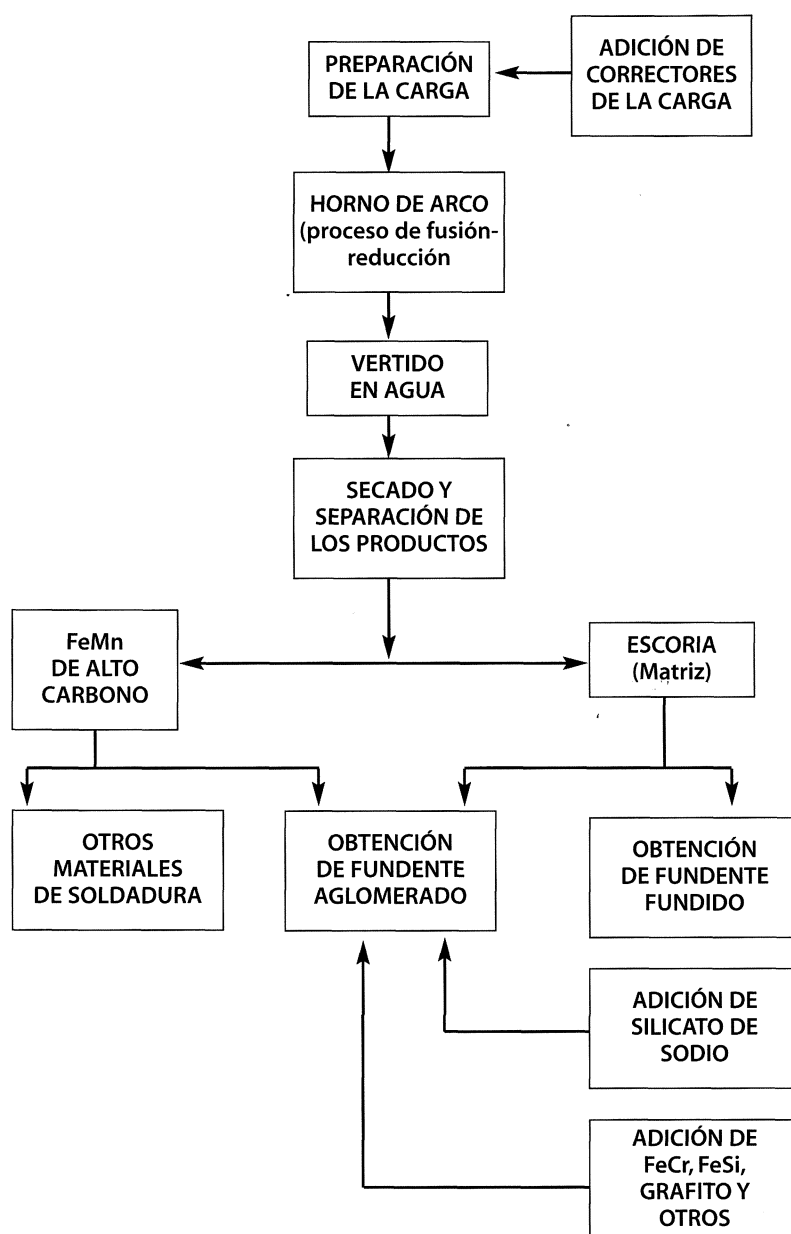 PREPARACIÓN
DE LA CARGA
ADICIÓN DE
CORRECTORES
DE LA CARGA
HORNO DE ARCO
(proceso de fusión-
reducción
VERTIDO
EN AGUA
SECADO Y
SEPARACIÓN DE
LOS PRODUCTOS
FeMn
DE ALTO
CARBONO
ESCORIA
(Matriz)
OTROS
MATERIALES
DE SOLDADURA
OBTENCIÓN
DE FUNDENTE
AGLOMERADO
OBTENCIÓN
DE FUNDENTE
FUNDIDO
ADICIÓN DE
SILICATO DE
SODIO
ADICIÓN DE
FeCr, FeSi,
GRAFITO Y
OTROS